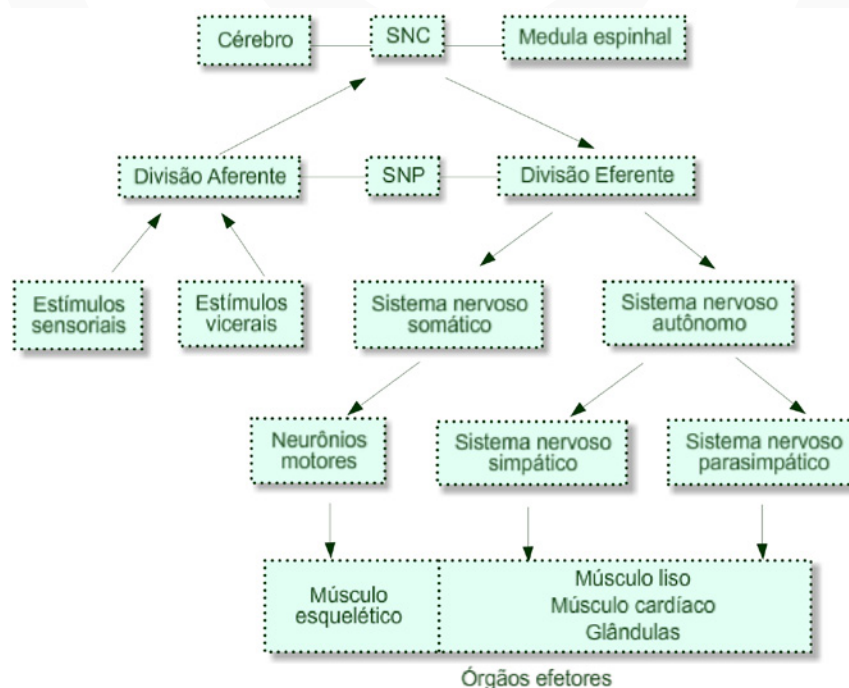 Cérebro
SNC
Medula espinhal
Divisão Aferente
SNP
Divisão Eferente
Estímulos
sensoriais
Estímulos
vicerais
Sistema nervoso
somático
Sistema nervoso
autônomo
Neurônios
motores
Sistema nervoso
simpático
Sistema nervoso
parasimpático
Músculo
esquelético
Músculo liso
Músculo cardíaco
Glândulas
Órgãos efetores